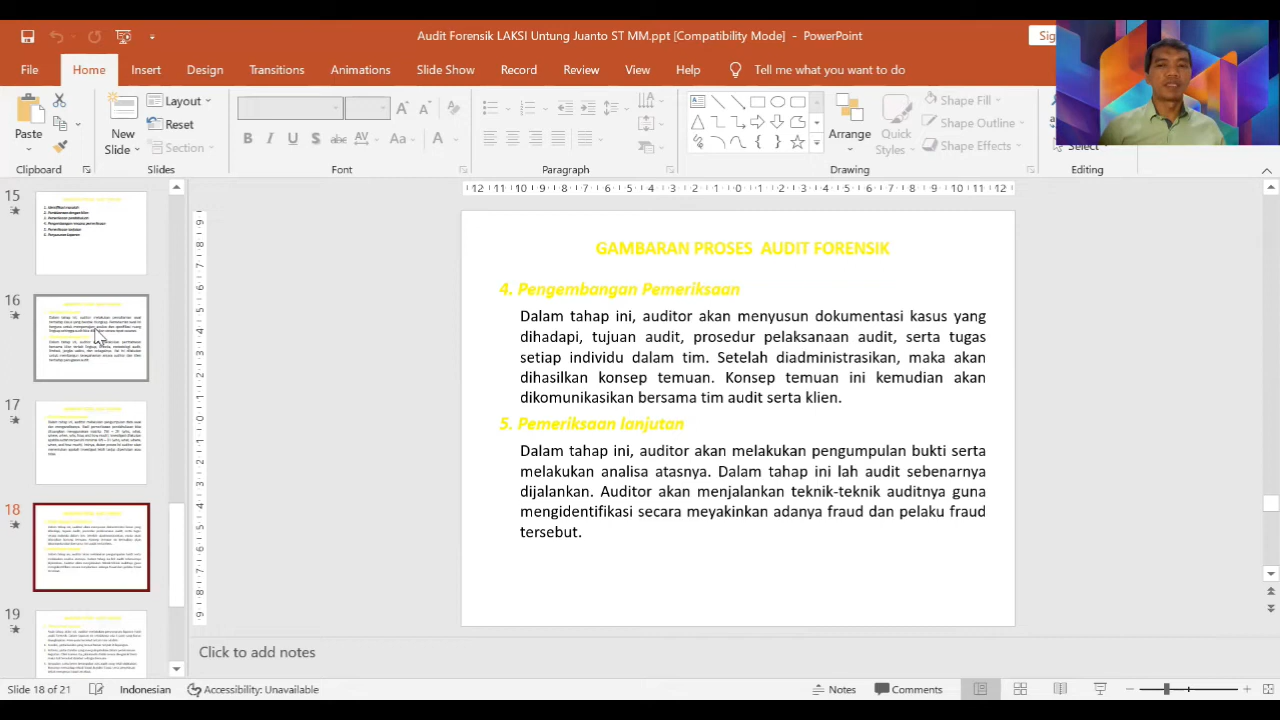 Audit Forensik LAKSI Untung Juanto ST MM.ppt [Compatibility Mode] - PowerPoint
File Home Insert Design Transitions Animations Slide Show Record Review View Help Tell me what you want to do
Paste
Clipboard
New
Slide
Layout
Reset
Section
Slides
Font
Paragraph
Arrange
Quick
Styles
Shape Fill
Shape Outline
Shape Effects
Drawing
Select
Editing
15
16
17
18
19
GAMBARAN PROSES AUDIT FORENSIK
4. Pengembangan Pemeriksaan
Dalam tahap ini, auditor akan menyusun dokumentasi kasus yang
dihadapi, tujuan audit, prosedur pelaksanaan audit, serta tugas
setiap individu dalam tim. Setelah diadministrasikan, maka akan
dihasilkan konsep temuan. Konsep temuan ini kemudian akan
dikomunikasikan bersama tim audit serta klien.
5. Pemeriksaan lanjutan
Dalam tahap ini, auditor akan melakukan pengumpulan bukti serta
melakukan analisa atasnya. Dalam tahap ini lah audit sebenarnya
dijalankan. Auditor akan menjalankan teknik-teknik auditnya guna
mengidentifikasi secara meyakinkan adanya fraud dan pelaku fraud
tersebut.
Click to add notes
Slide 18 of 21 Indonesian Accessibility: Unavailable Notes Comments